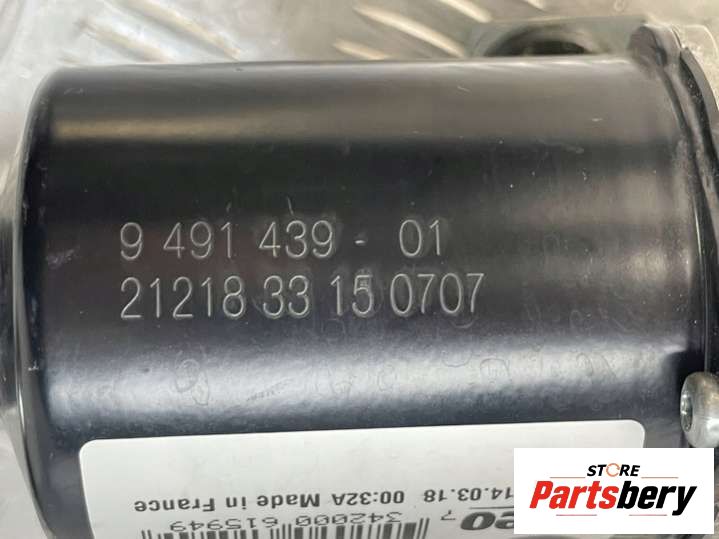 9 491 439 - 01
21218 33 15 0707
14.03.18 00:32A Made in France
7 342000 615949
STORE
Partsbery